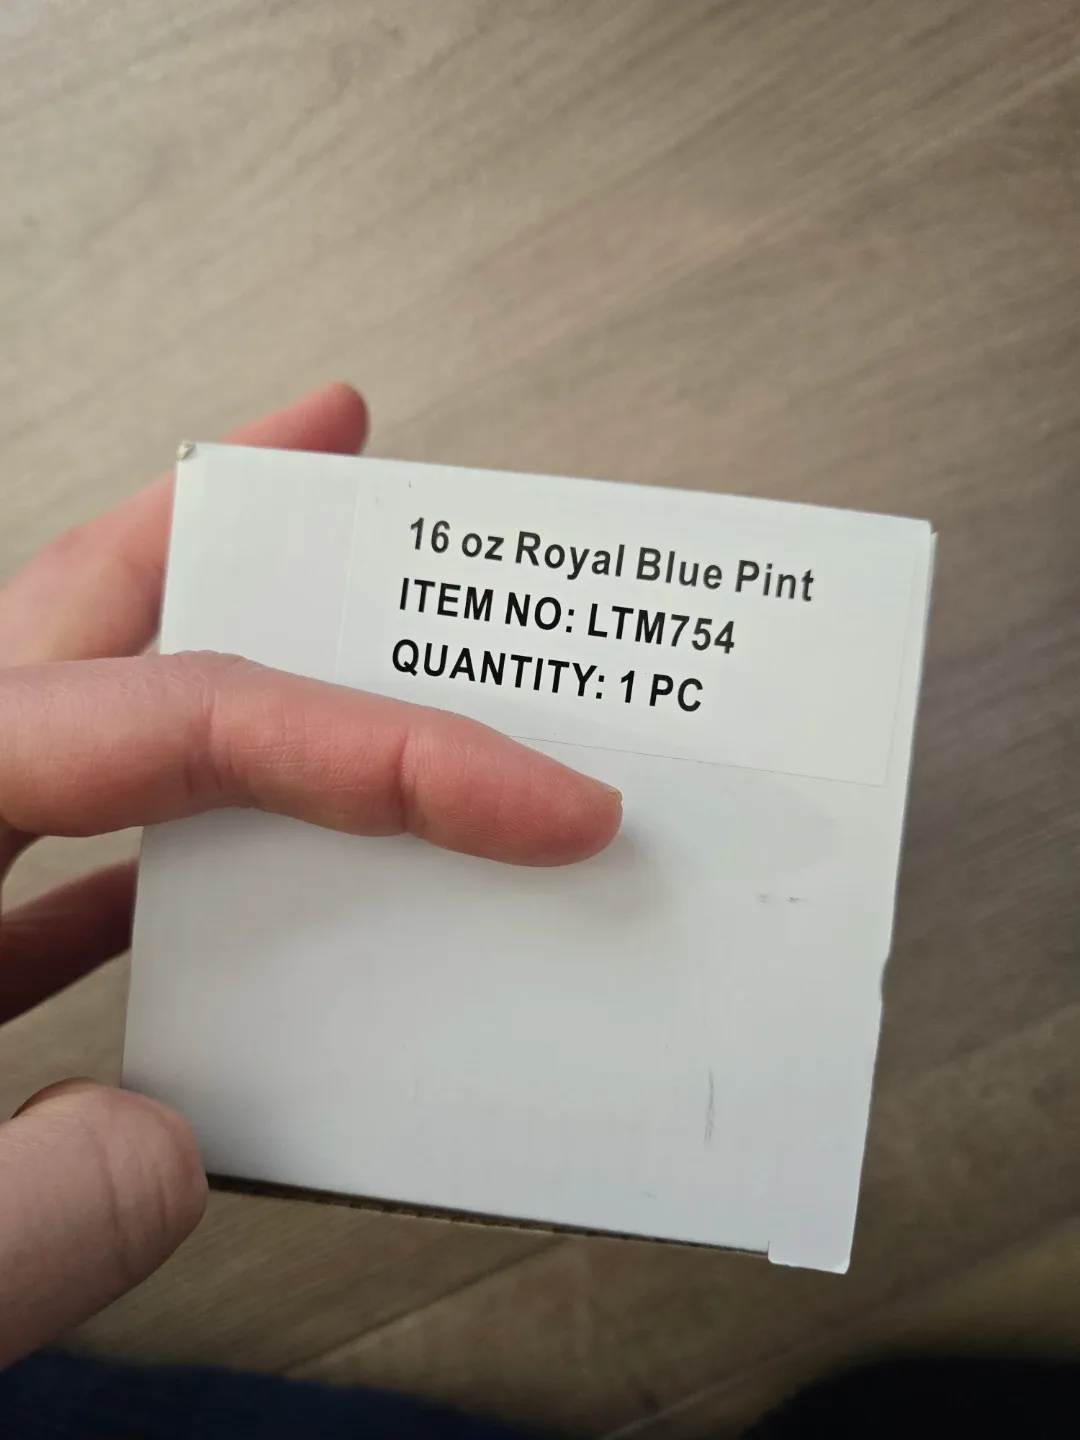 16 oz Royal Blue Pint
ITEM NO: LTM754
QUANTITY: 1 PC